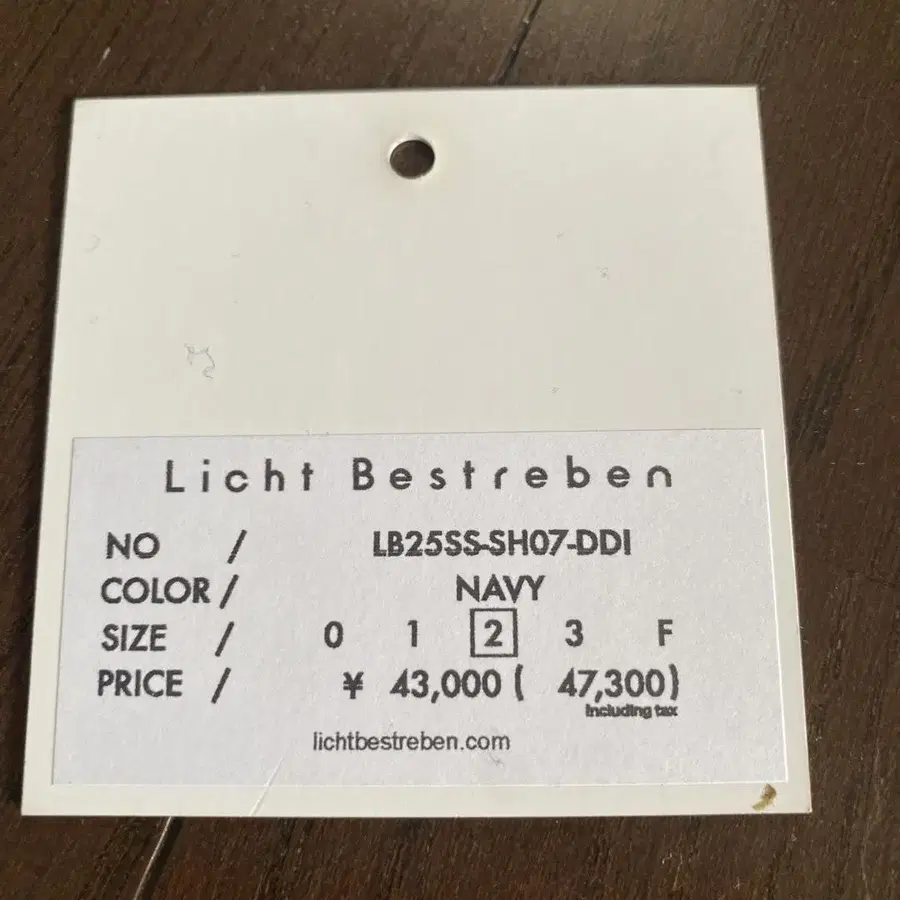 Licht Bestreben
NO / LB25SS-SH07-DDI
COLOR / NAVY
SIZE / 0 1 2 3 F
PRICE / ¥ 43,000 ( 47,300)
including tax
lichtbestreben.com